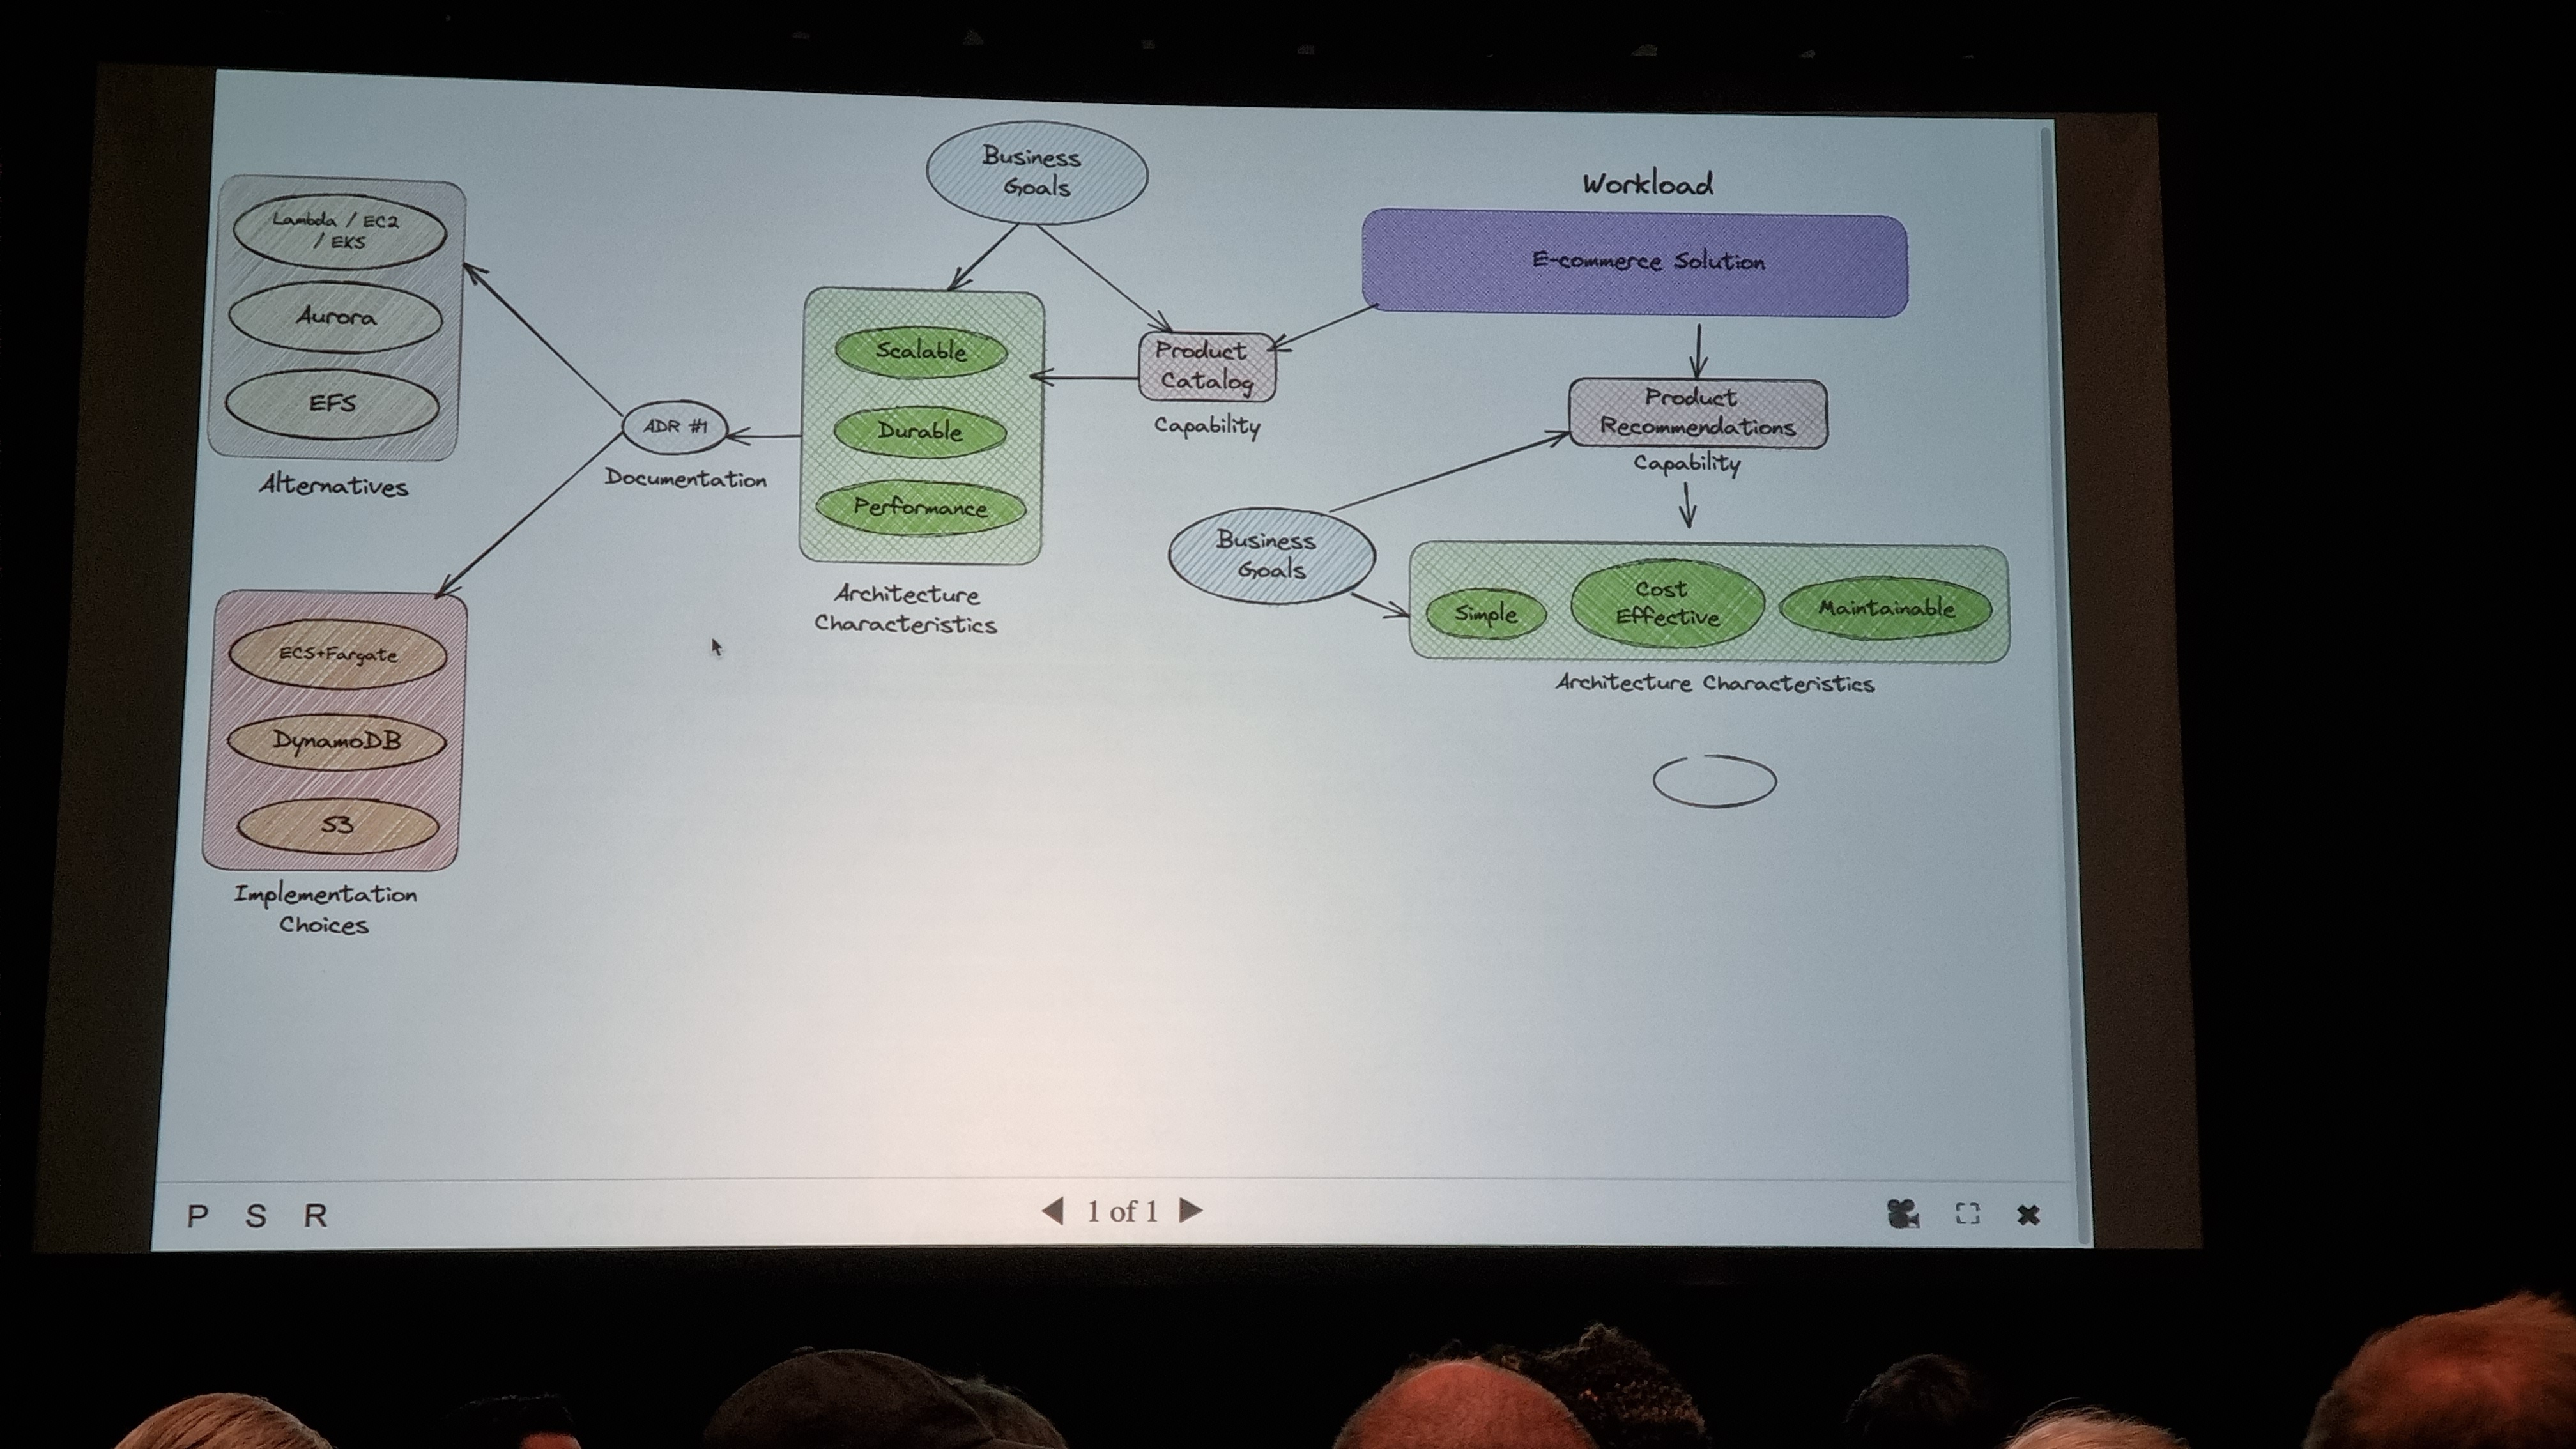 Business
Goals
Workload
E-commerce Solution
Lambda / EC2
/ EKS
Aurora
EFS
Alternatives
ADR #1
Documentation
Scalable
Durable
Performance
Architecture
Characteristics
Product
Catalog
Capability
Product
Recommendations
Capability
Business
Goals
Simple
Cost
Effective
Maintainable
Architecture Characteristics
ECS+Fargate
DynamoDB
S3
Implementation
Choices
P S R
1 of 1